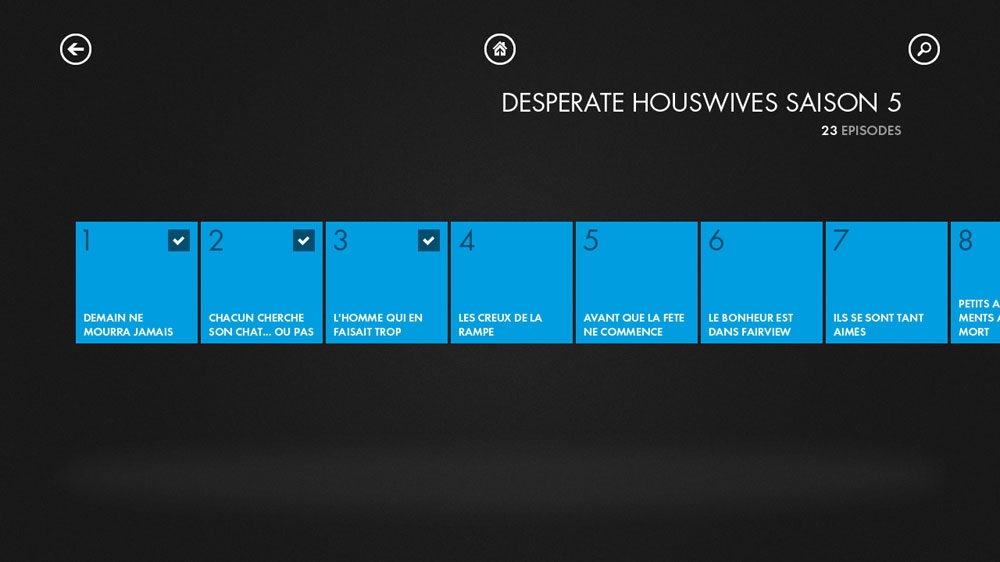 DESPERATE HOUSWIVES SAISON 5
23 EPISODES
1
DEMAIN NE
MOURRA JAMAIS
2
CHACUN CHERCHE
SON CHAT... OU PAS
3
L'HOMME QUI EN
FAISAIT TROP
4
LES CREUX DE LA
RAMPE
5
AVANT QUE LA FETE
NE COMMENCE
6
LE BONHEUR EST
DANS FAIRVIEW
7
ILS SE SONT TANT
AIMES
8
PETITS
MENTS
MORT